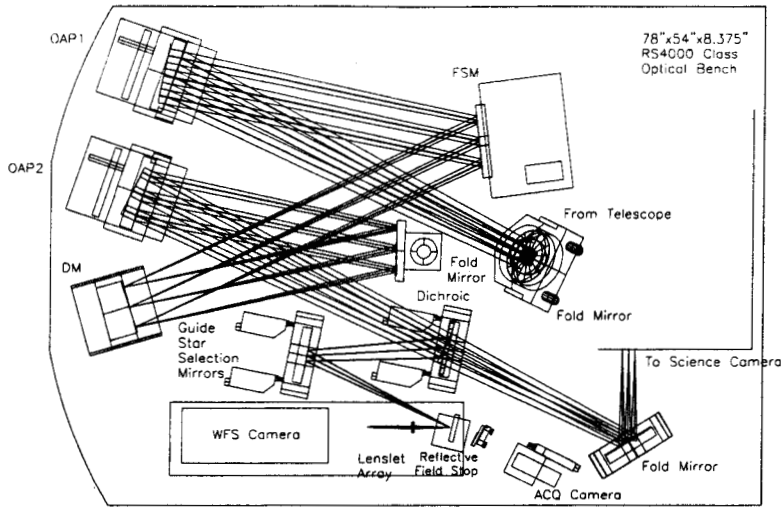 OAP1
78"x54"x8.375"
RS4000 Class
Optical Bench
FSM
OAP2
From Telescope
DM
Fold
Mirror
Dichroic
Fold Mirror
Guide
Star
Selection
Mirrors
To Science Camera
WFS Camera
Lenslet
Array
Reflective
Field Stop
Fold Mirror
ACQ Camera